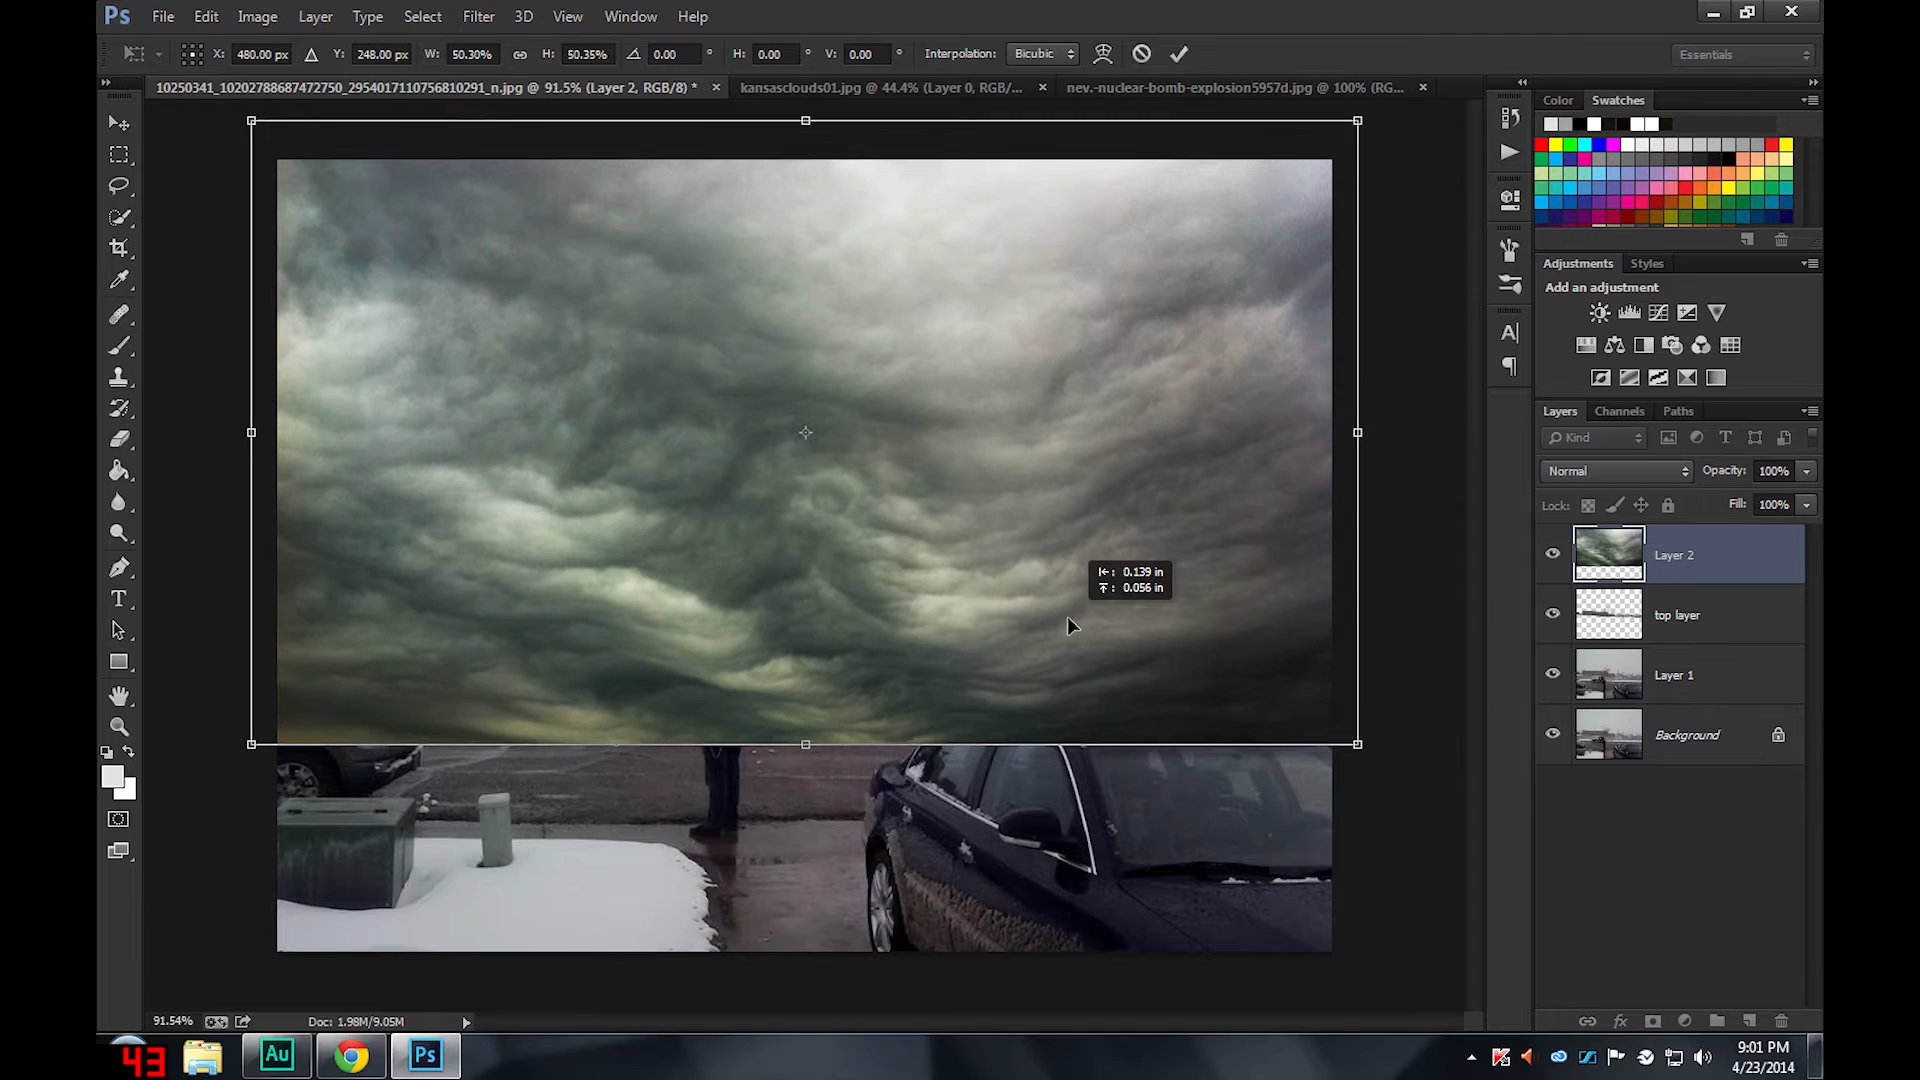 Ps File Edit Image Layer Type Select Filter 3D View Window Help
X: 480.00 px Y: 248.00 px W: 50.30% H: 50.35% 0.00 ° H: 0.00 ° V: 0.00 ° Interpolation: Bicubic Essentials
10250341_10202788687472750_2954017110756810291_n.jpg @ 91.5% (Layer 2, RGB/8) * × kansasclouds01.jpg @ 44.4% (Layer 0, RGB/... × nev.-nuclear-bomb-explosion5957d.jpg @ 100% (RG... ×
Color Swatches
Adjustments Styles
Add an adjustment
Layers Channels Paths
Kind
Normal Opacity: 100%
Lock: Fill: 100%
Layer 2
top layer
Layer 1
Background
0.139 in
0.056 in
91.54% Doc: 1.98M/9.05M
43 Au Ps
9:01 PM
4/23/2014